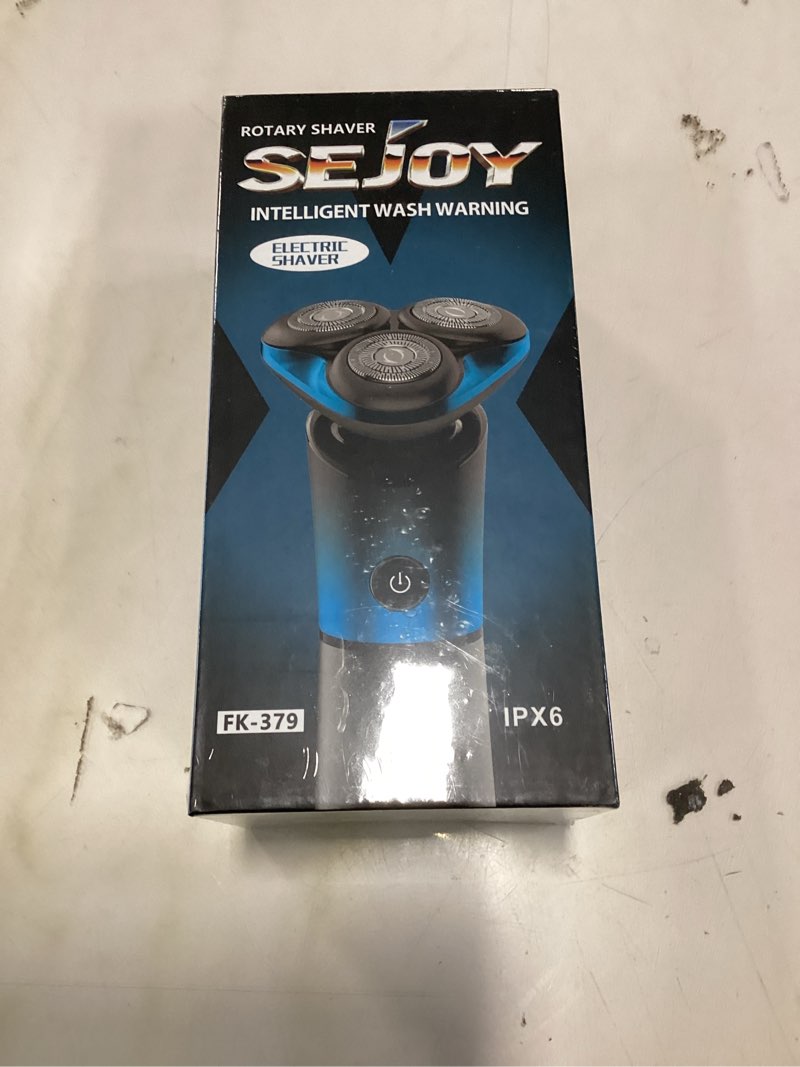 ROTARY SHAVER
SEJOY
INTELLIGENT WASH WARNING
ELECTRIC
SHAVER
FK-379
IPX6